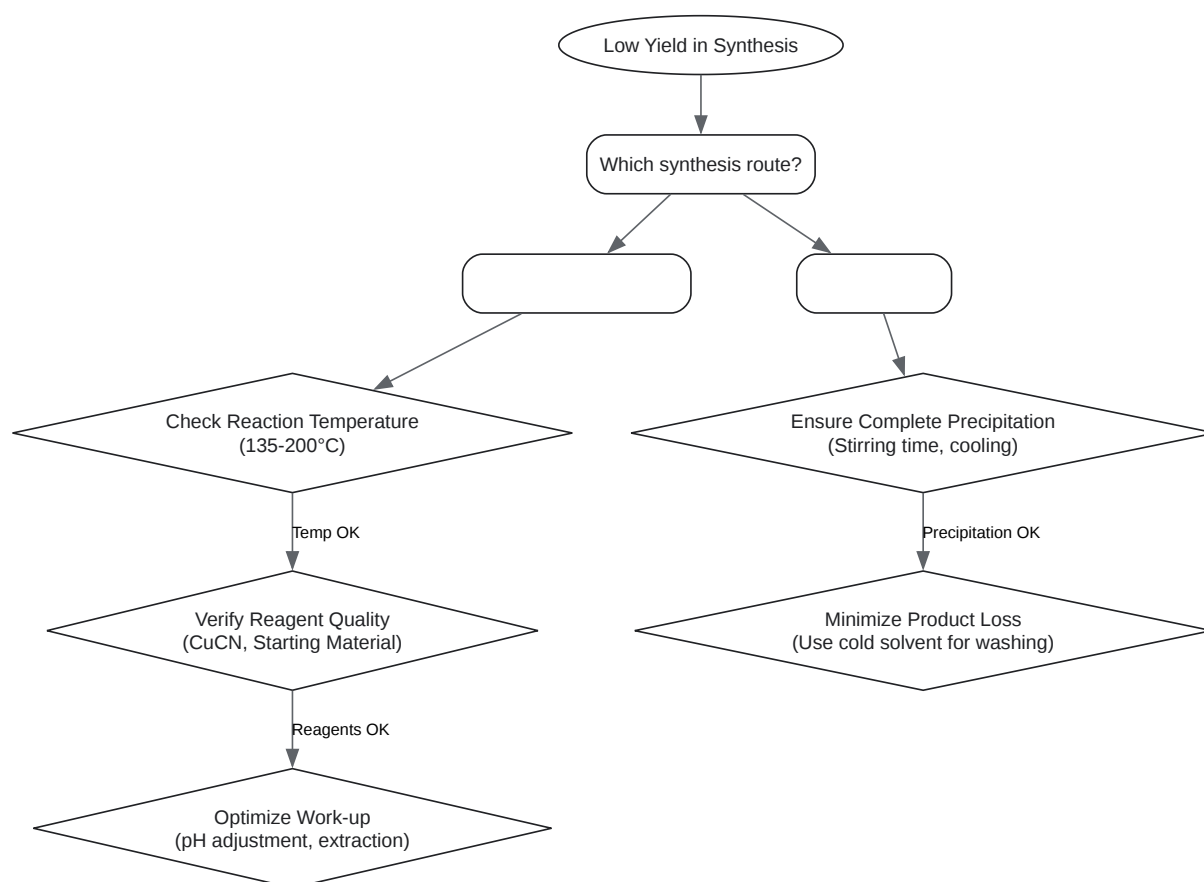 Low Yield in Synthesis
Which synthesis route?
Check Reaction Temperature
(135-200°C)
Ensure Complete Precipitation
(Stirring time, cooling)
Temp OK
Precipitation OK
Verify Reagent Quality
(CuCN, Starting Material)
Minimize Product Loss
(Use cold solvent for washing)
Reagents OK
Optimize Work-up
(pH adjustment, extraction)